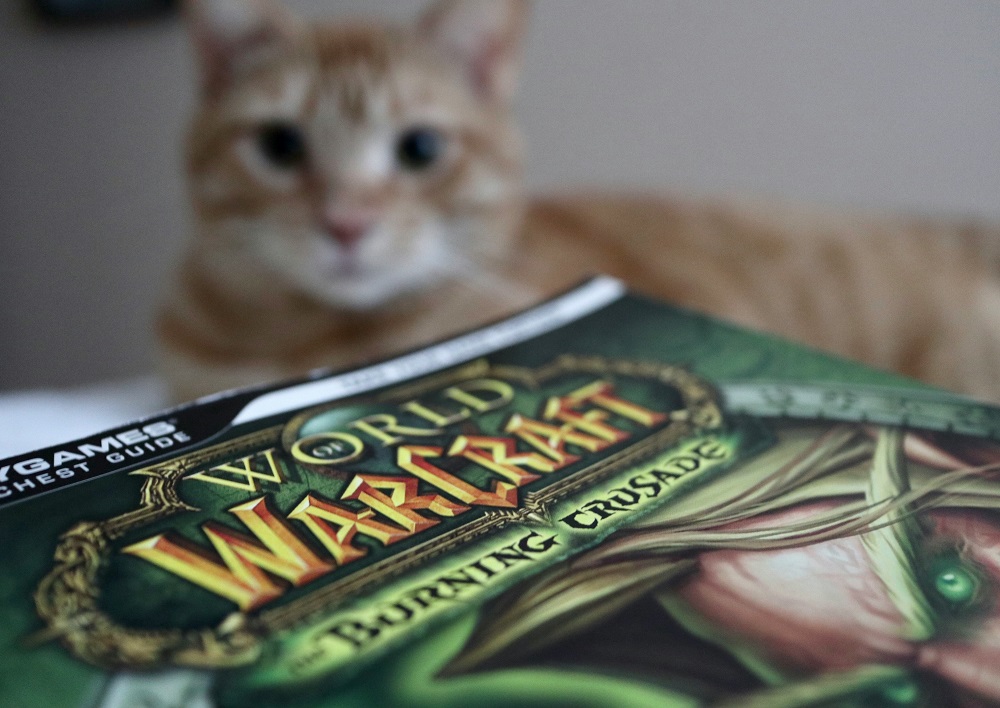 YGAMES®
CHEST GUIDE
WORLD
OF
WARCRAFT
THE BURNING CRUSADE